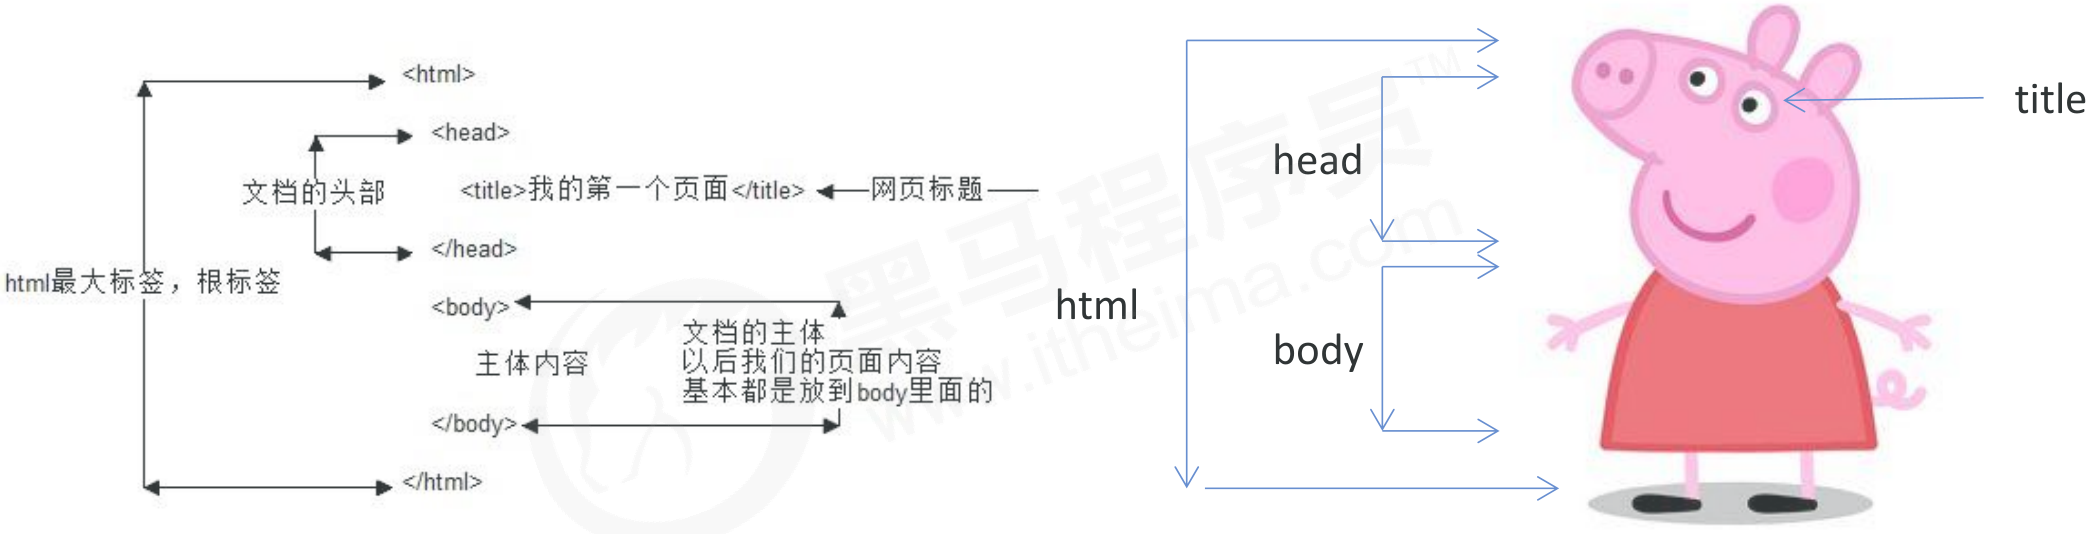 <html>
<head>
文档的头部
<title>我的第一个页面</title>
网页标题
</head>
html最大标签，根标签
<body>
主体内容
文档的主体
以后我们的页面内容
基本都是放到body里面的
</body>
</html>
黑马程序员TM
www.itheima.com
html
head
body
title